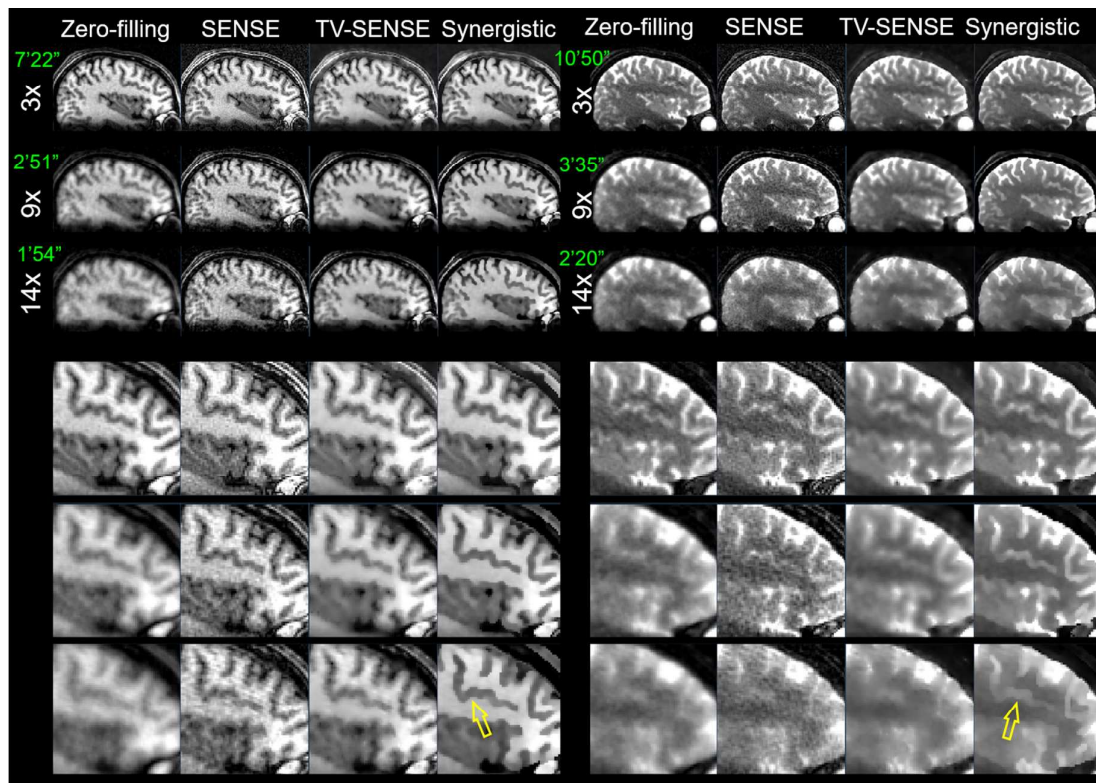 Zero-filling SENSE TV-SENSE Synergistic Zero-filling SENSE TV-SENSE Synergistic
7'22" 10'50"
3x 3x
2'51" 3'35"
9x 9x
1'54" 2'20"
14x 14x